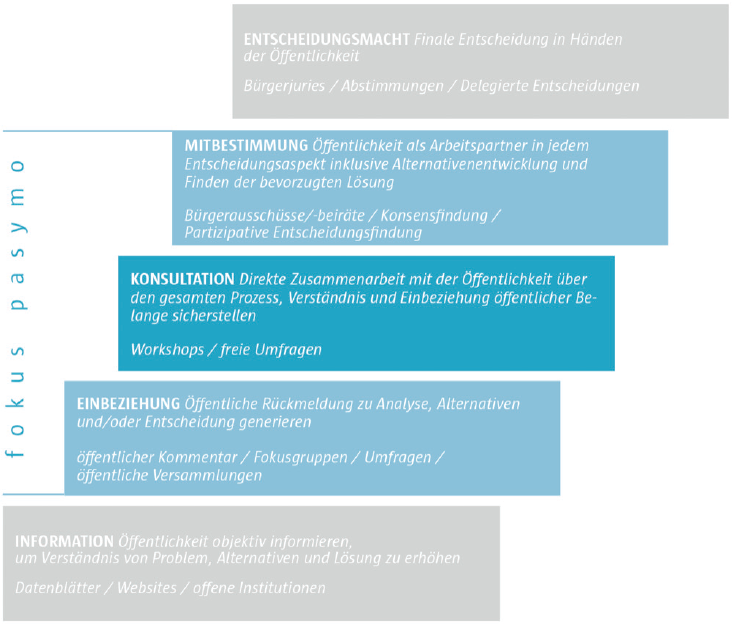 ENTSCHEIDUNGSMACHT Finale Entscheidung in Händen
der Öffentlichkeit
Bürgerjuries / Abstimmungen / Delegierte Entscheidungen
MITBESTIMMUNG Öffentlichkeit als Arbeitspartner in jedem
Entscheidungsaspekt inklusive Alternativenentwicklung und
Finden der bevorzugten Lösung
Bürgerausschüsse/-beiräte / Konsensfindung /
Partizipative Entscheidungsfindung
KONSULTATION Direkte Zusammenarbeit mit der Öffentlichkeit über
den gesamten Prozess, Verständnis und Einbeziehung öffentlicher Be-
lange sicherstellen
Workshops / freie Umfragen
EINBEZIEHUNG Öffentliche Rückmeldung zu Analyse, Alternativen
und/oder Entscheidung generieren
öffentlicher Kommentar / Fokusgruppen / Umfragen /
öffentliche Versammlungen
INFORMATION Öffentlichkeit objektiv informieren,
um Verständnis von Problem, Alternativen und Lösung zu erhöhen
Datenblätter / Websites / offene Institutionen
fokus pasymo